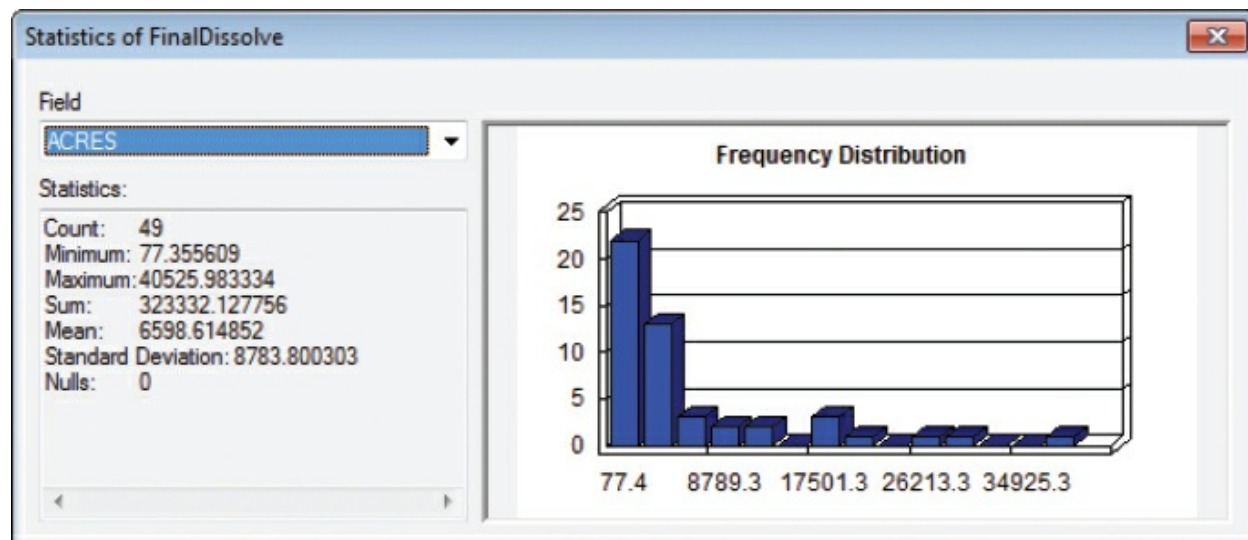 Statistics of FinalDissolve
Field
ACRES
Statistics:
Count: 49
Minimum: 77.355609
Maximum: 40525.983334
Sum: 323332.127756
Mean: 6598.614852
Standard Deviation: 8783.800303
Nulls: 0
Frequency Distribution
25
20
15
10
5
0
77.4 8789.3 17501.3 26213.3 34925.3